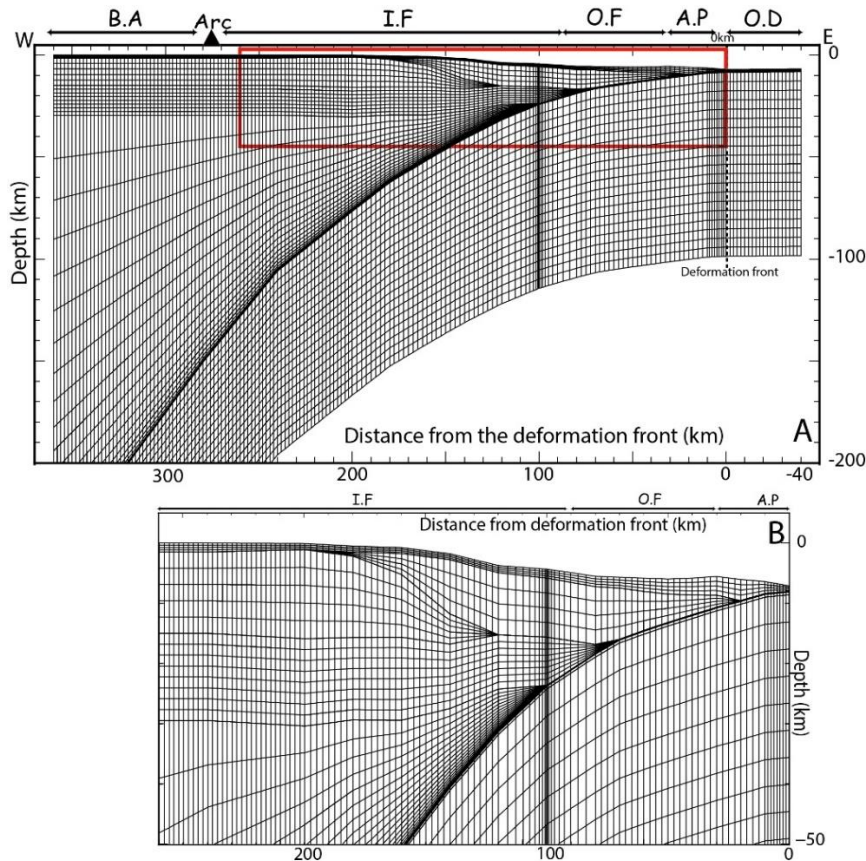 B.A Arc I.F O.F A.P O.D
W 0km E
0
Depth (km)
-100
Deformation front
Distance from the deformation front (km) A
-200
300 200 100 0 -40
I.F O.F A.P
Distance from deformation front (km) B
0
Depth (km)
-50
200 100 0